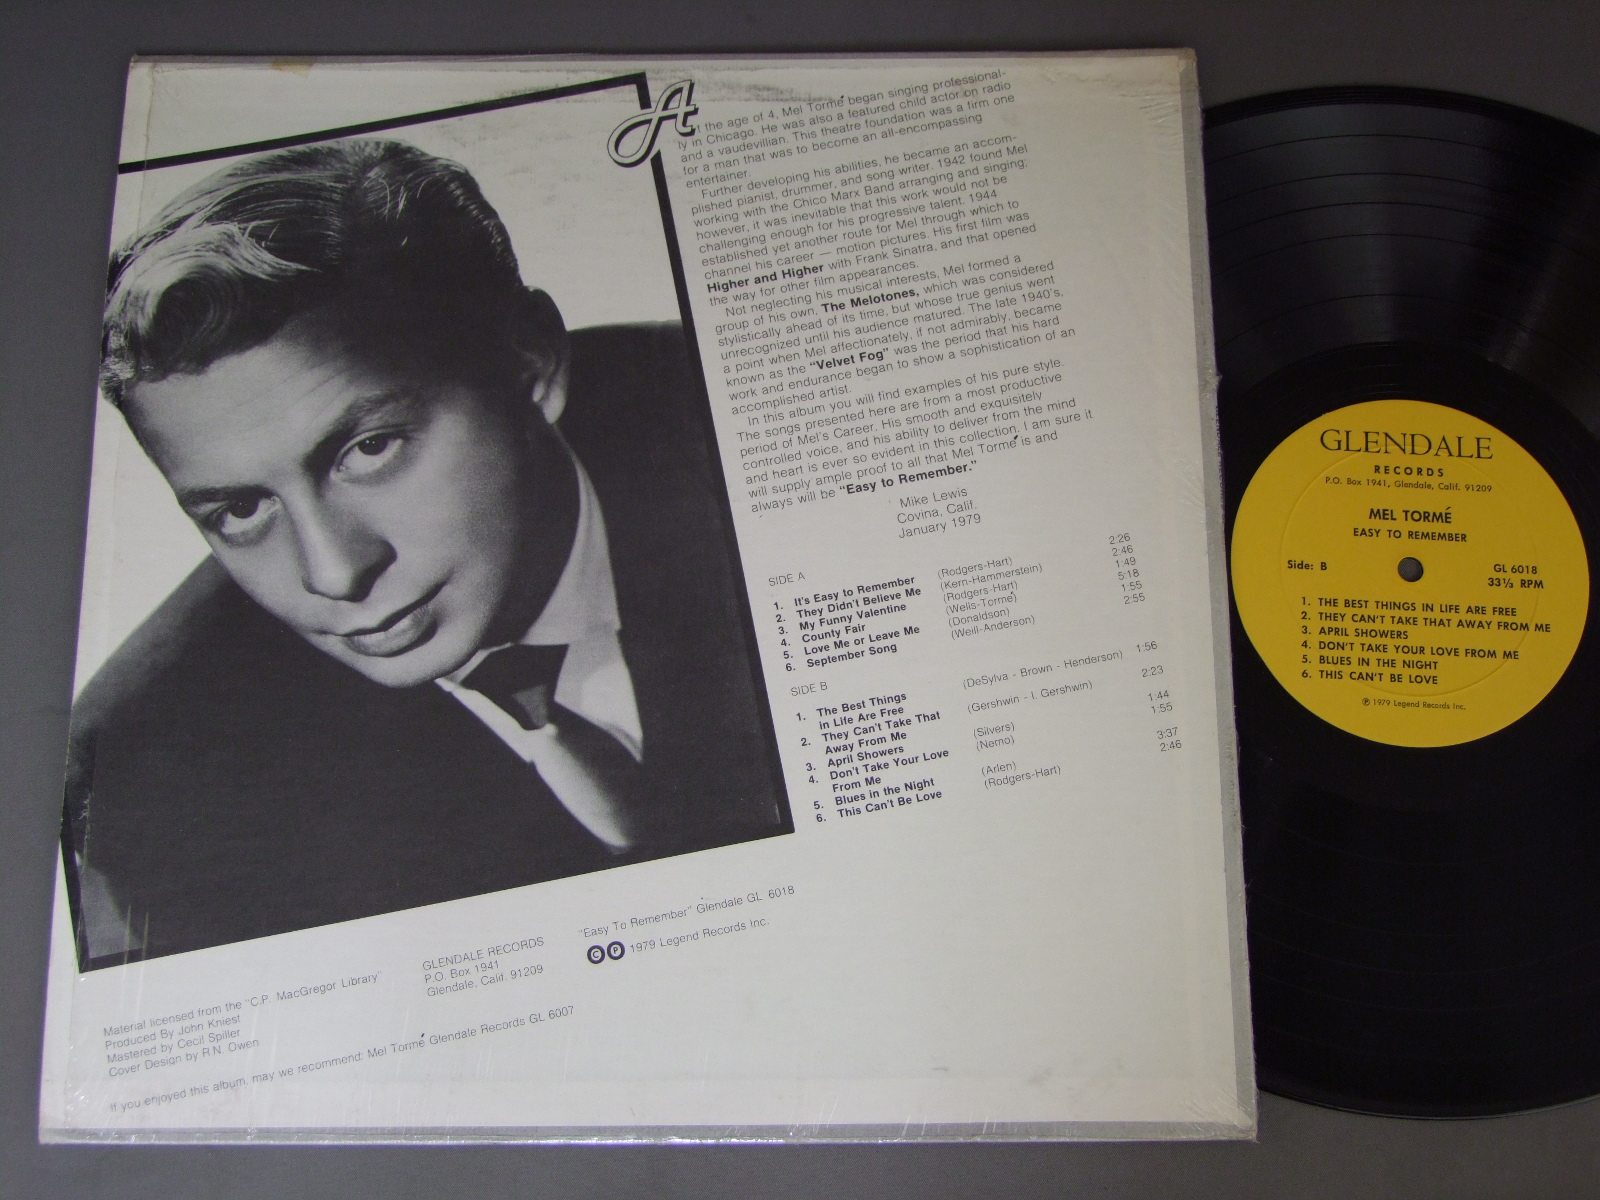 At the age of 4, Mel Tormé began singing professional-
ly in Chicago. He was also a featured child actor on radio
and a vaudevillian. This theatre foundation was a firm one
for a man that was to become an all-encompassing
entertainer.
Further developing his abilities, he became an accom-
plished pianist, drummer, and song writer. 1942 found Mel
working with the Chico Marx Band arranging and singing;
however, it was inevitable that this work would not be
challenging enough for his progressive talent. 1944
established yet another route for Mel through which to
channel his career — motion pictures. His first film was
Higher and Higher with Frank Sinatra, and that opened
the way for other film appearances.
Not neglecting his musical interests, Mel formed a
group of his own, The Melotones, which was considered
stylistically ahead of its time, but whose true genius went
unrecognized until his audience matured. The late 1940's,
a point when Mel affectionately, if not admirably, became
known as the "Velvet Fog" was the period that his hard
work and endurance began to show a sophistication of an
accomplished artist.
In this album you will find examples of his pure style.
The songs presented here are from a most productive
period of Mel's Career. His smooth and exquisitely
controlled voice, and his ability to deliver from the mind
and heart is ever so evident in this collection. I am sure it
will supply ample proof to all that Mel Tormé is and
always will be "Easy to Remember."
Mike Lewis
Covina, Calif.
January 1979
SIDE A
1. It's Easy to Remember (Rodgers-Hart) 2:26
2. They Didn't Believe Me (Kern-Hammerstein) 2:46
3. My Funny Valentine (Rodgers-Hart) 1:49
4. County Fair (Wells-Tormé) 5:18
5. Love Me or Leave Me (Donaldson) 1:55
6. September Song (Weill-Anderson) 2:55
SIDE B
1. The Best Things
in Life Are Free (DeSylva - Brown - Henderson) 1:56
2. They Can't Take That
Away From Me (Gershwin - I. Gershwin) 2:23
3. April Showers (Silvers) 1:44
4. Don't Take Your Love
From Me (Nemo) 1:55
5. Blues in the Night (Arlen) 3:37
6. This Can't Be Love (Rodgers-Hart) 2:46
Material licensed from the "C.P. MacGregor Library"
Produced By John Kniest
Mastered by Cecil Spiller
Cover Design by R.N. Owen
GLENDALE RECORDS
P.O. Box 1941
Glendale, Calif. 91209
"Easy To Remember" Glendale GL 6018
© ℗ 1979 Legend Records Inc.
If you enjoyed this album, may we recommend: Mel Tormé Glendale Records GL 6007
GLENDALE
RECORDS
P.O. Box 1941, Glendale, Calif. 91209
MEL TORMÉ
EASY TO REMEMBER
Side: B
GL 6018
33⅓ RPM
1. THE BEST THINGS IN LIFE ARE FREE
2. THEY CAN'T TAKE THAT AWAY FROM ME
3. APRIL SHOWERS
4. DON'T TAKE YOUR LOVE FROM ME
5. BLUES IN THE NIGHT
6. THIS CAN'T BE LOVE
℗ 1979 Legend Records Inc.